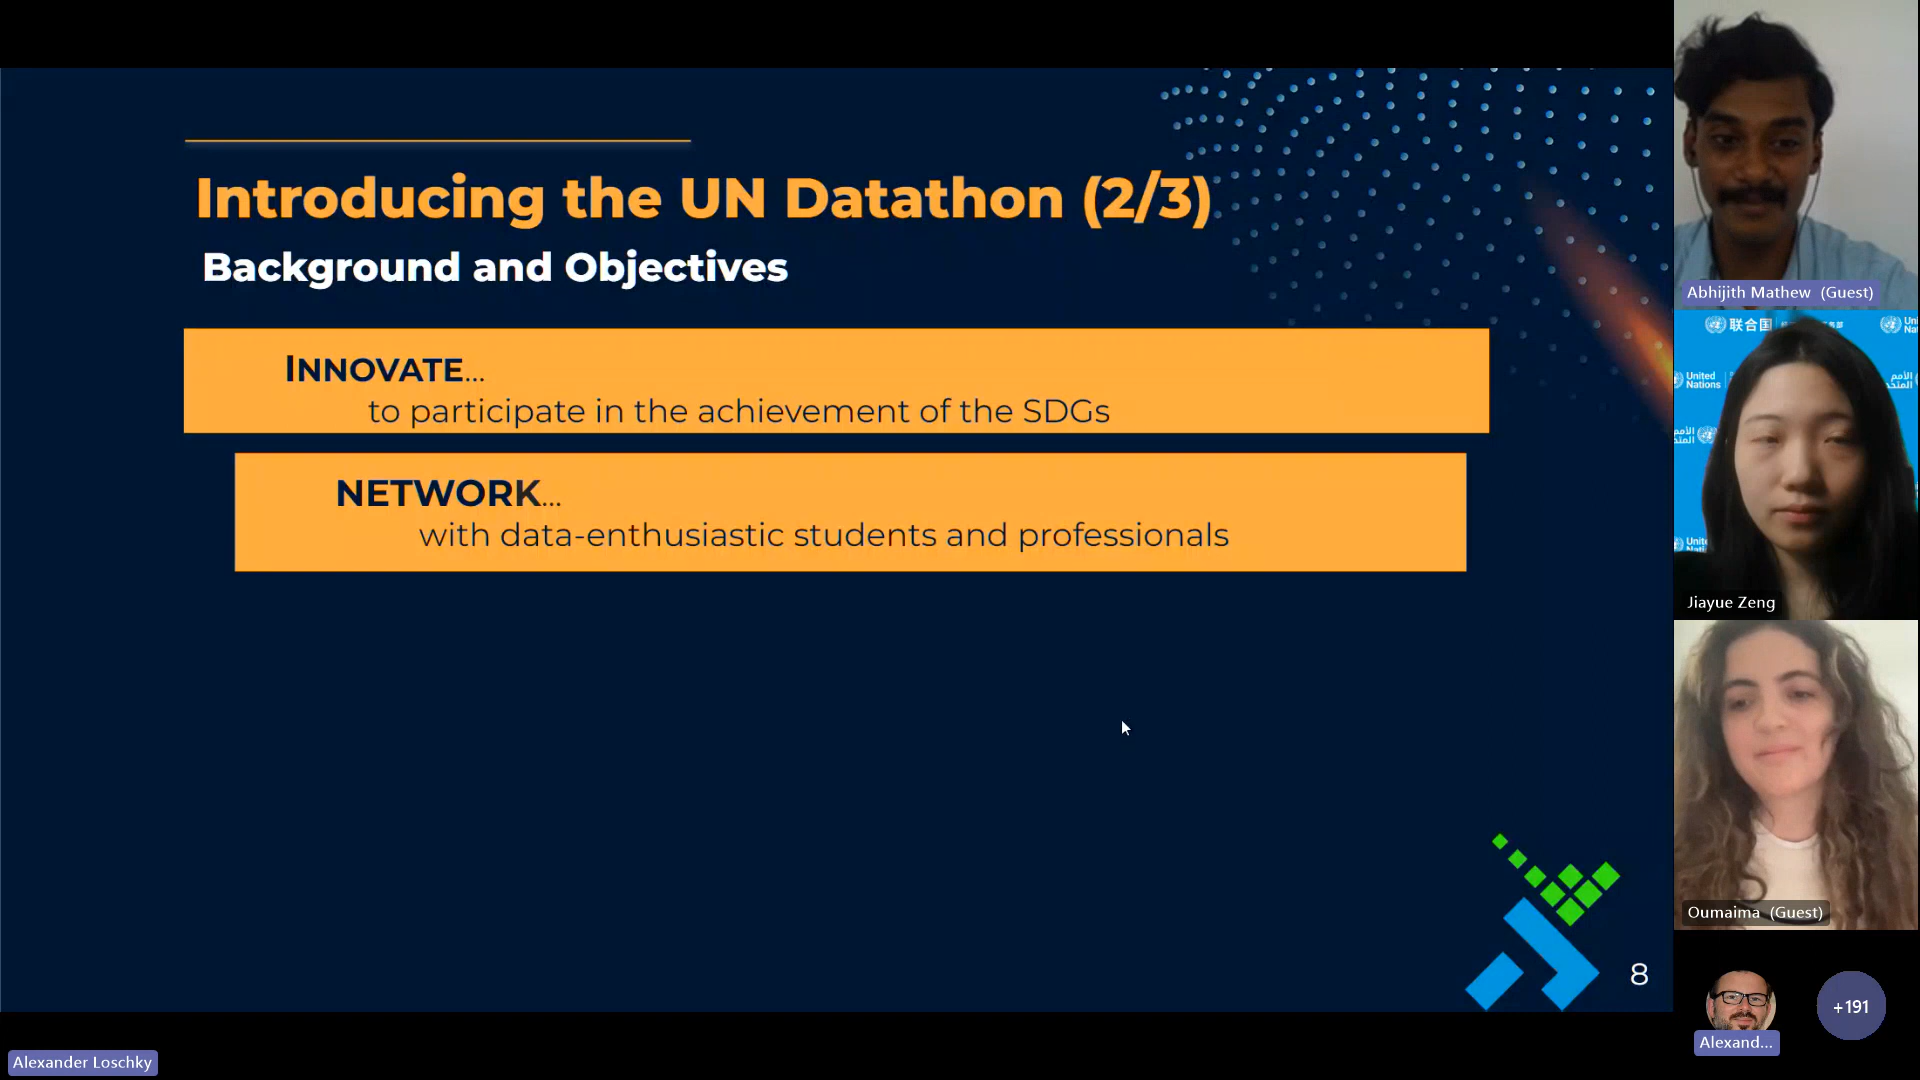 Introducing the UN Datathon (2/3)
Background and Objectives
INNOVATE...
to participate in the achievement of the SDGs
NETWORK...
with data-enthusiastic students and professionals
8
Alexander Loschky
Abhijith Mathew (Guest)
联合国
United
Nations
Jiayue Zeng
Oumaima (Guest)
Alexand...
+191